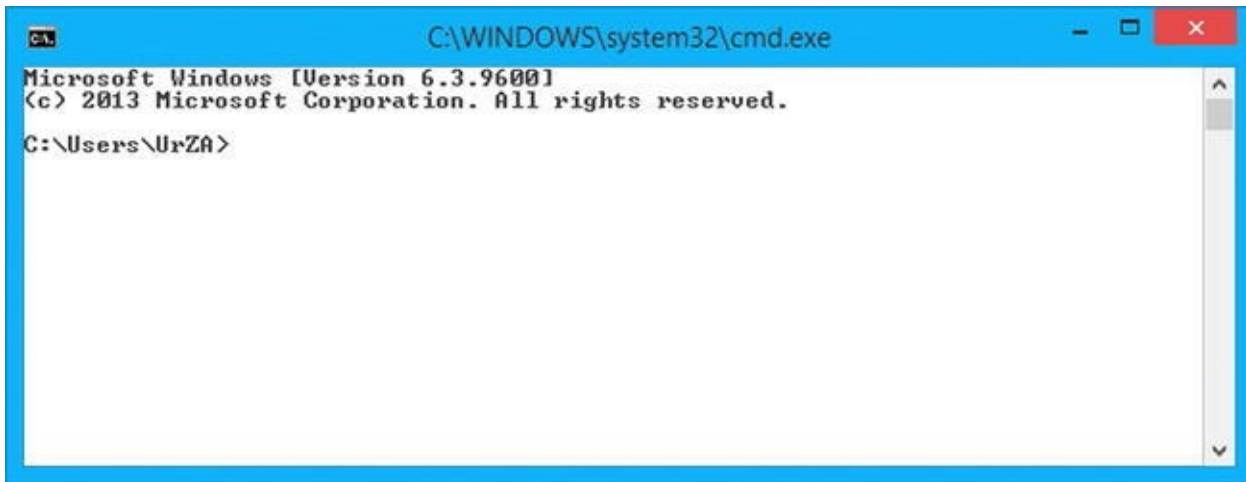 C:\WINDOWS\system32\cmd.exe
Microsoft Windows [Version 6.3.9600]
(c) 2013 Microsoft Corporation. All rights reserved.
C:\Users\UrZA>